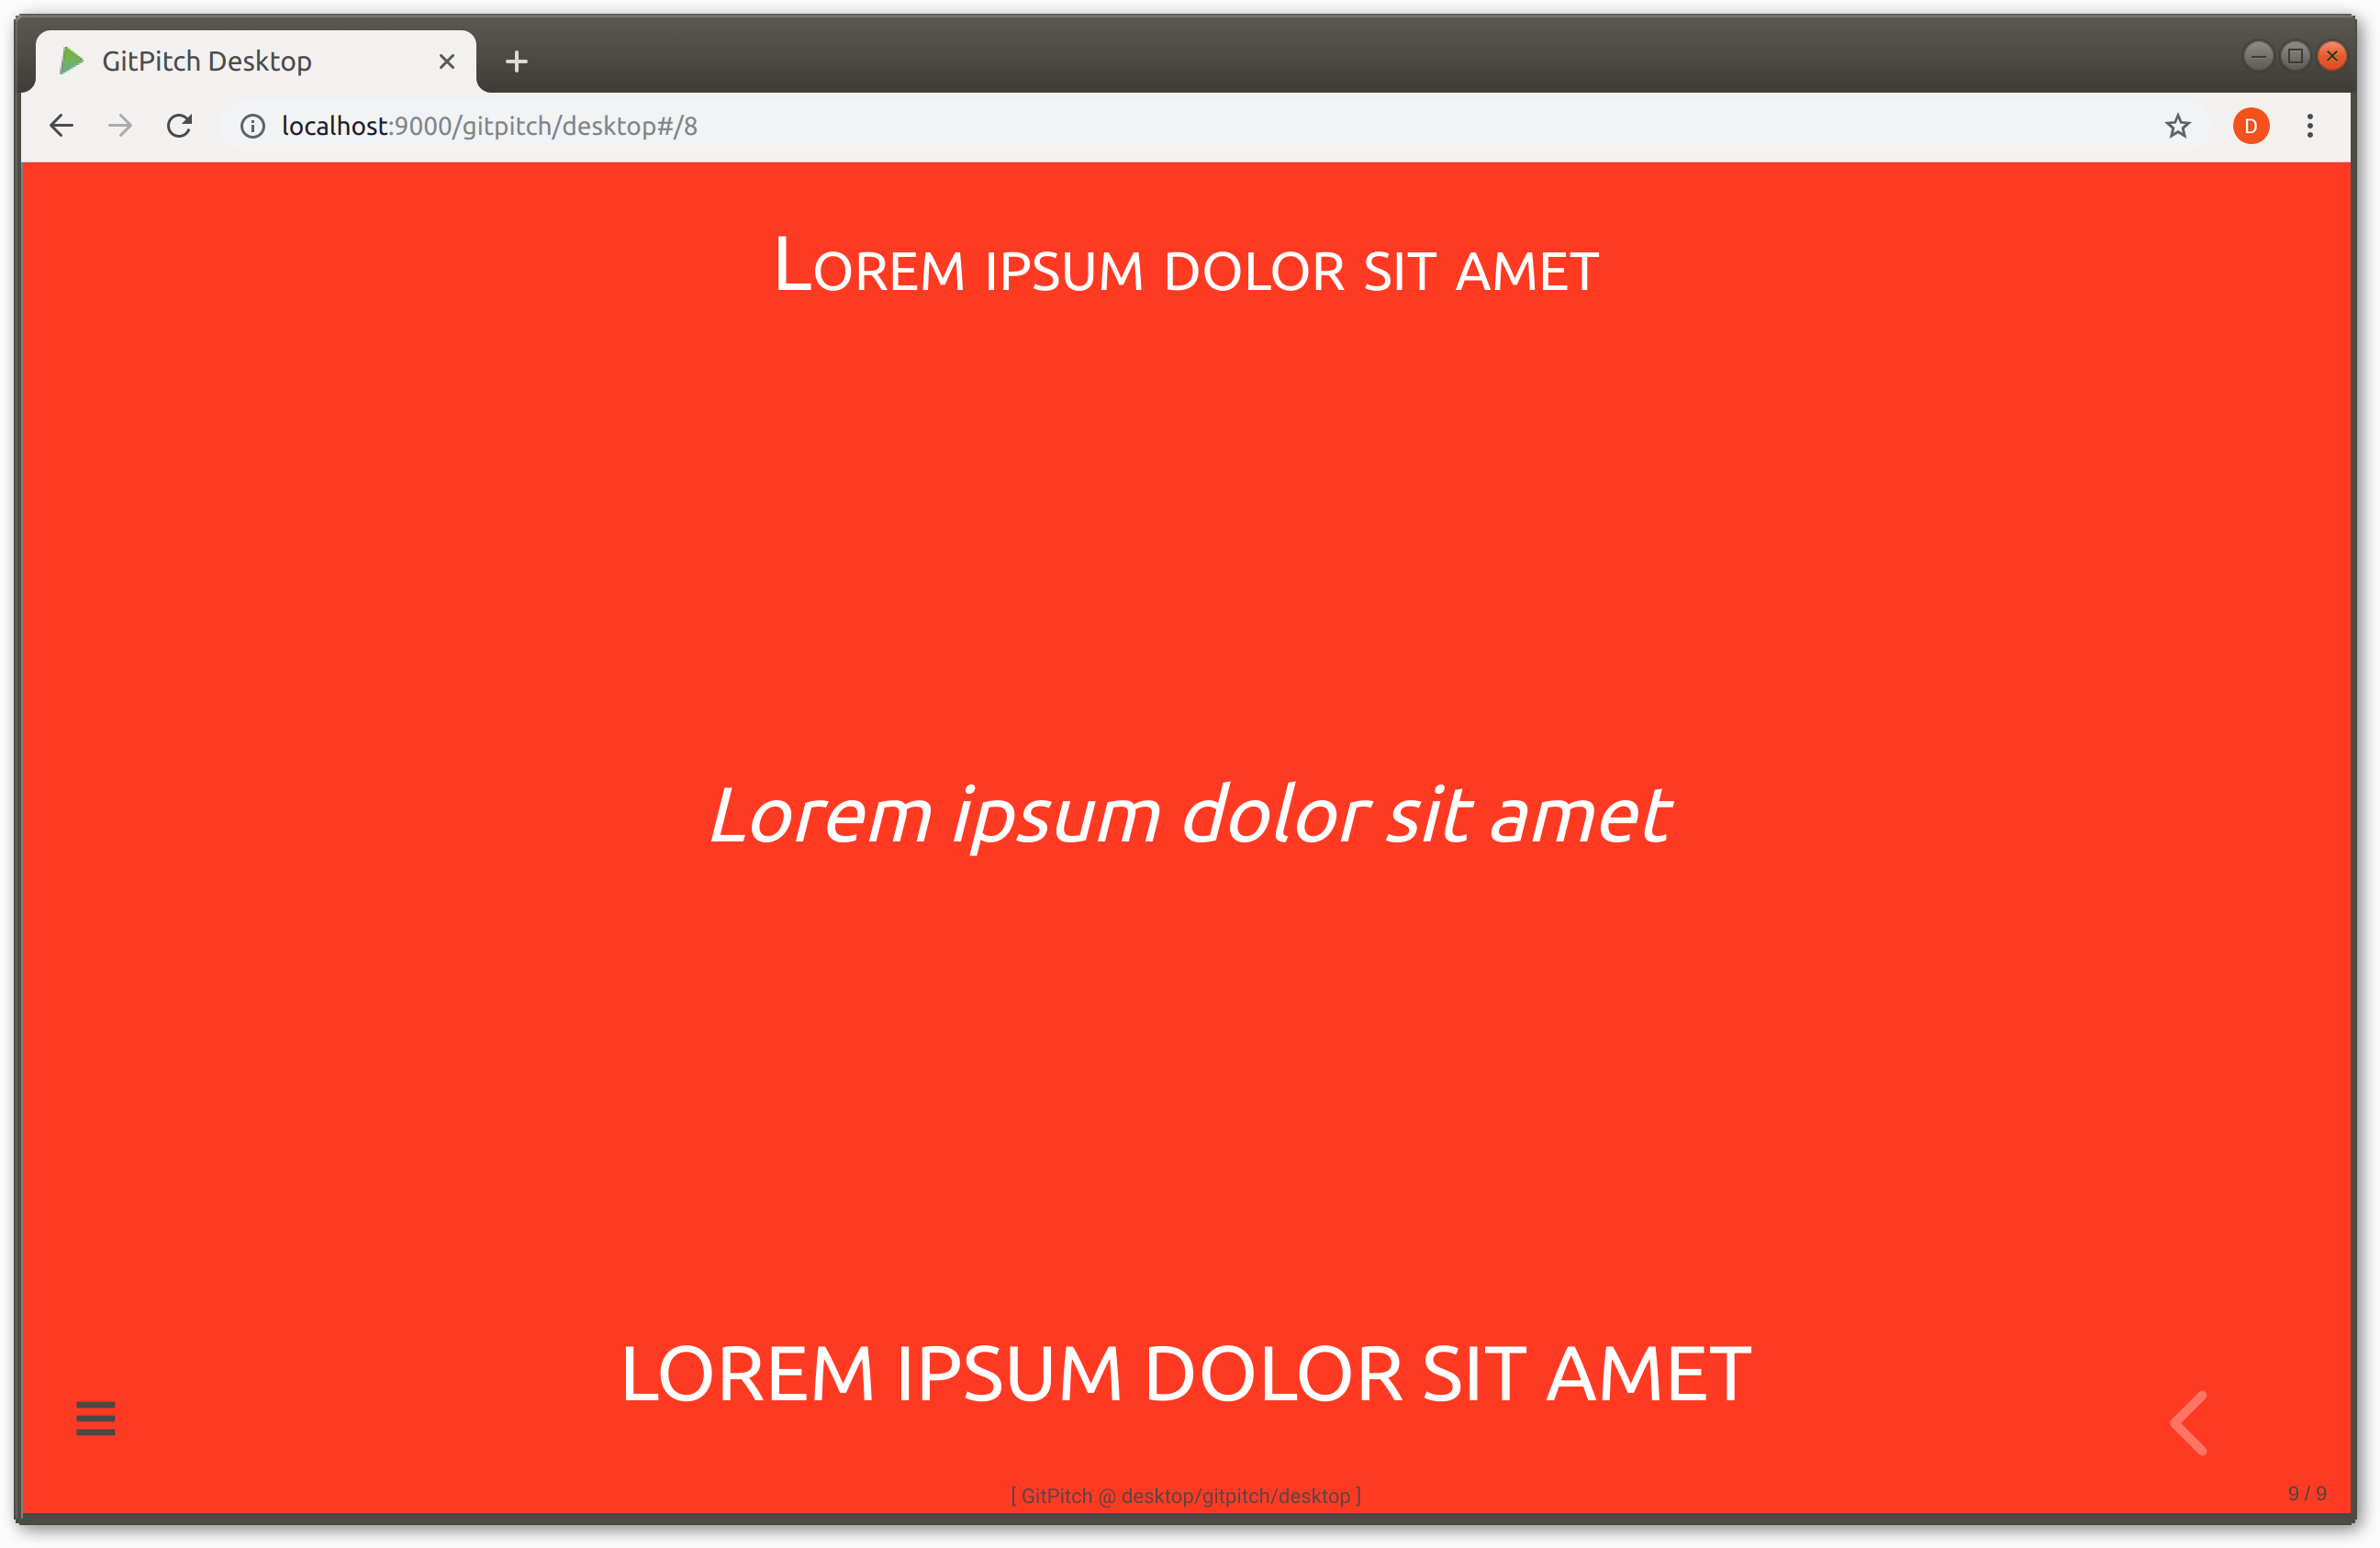 GitPitch Desktop
localhost:9000/gitpitch/desktop#/8
D
Lorem ipsum dolor sit amet
Lorem ipsum dolor sit amet
LOREM IPSUM DOLOR SIT AMET
[ GitPitch @ desktop/gitpitch/desktop ]
9 / 9